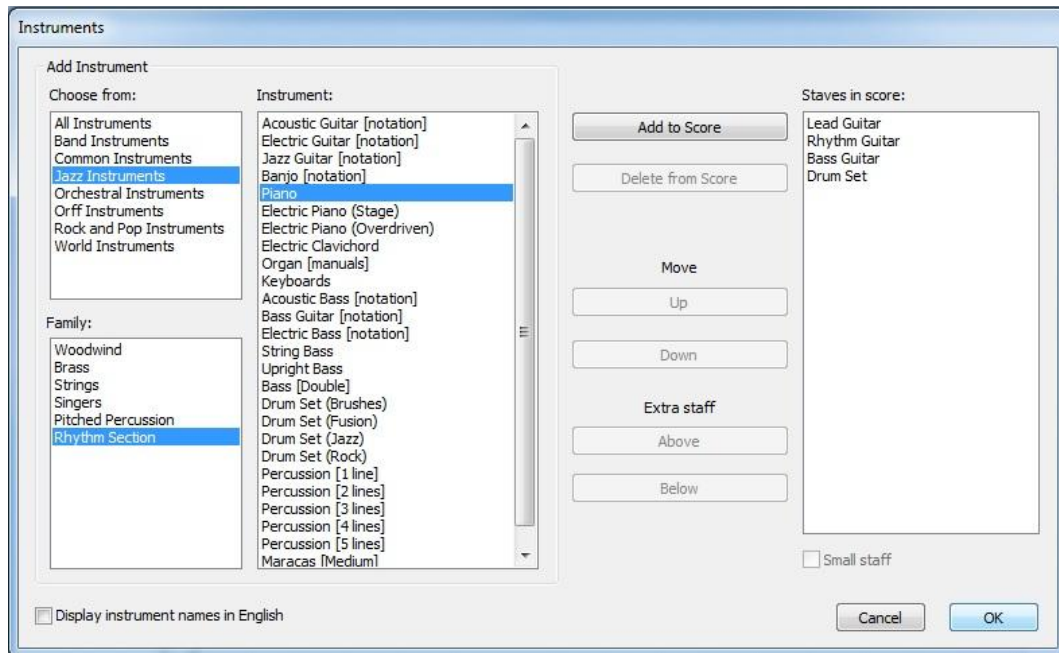 Instruments
Add Instrument
Choose from:
All Instruments
Band Instruments
Common Instruments
Jazz Instruments
Orchestral Instruments
Orff Instruments
Rock and Pop Instruments
World Instruments
Family:
Woodwind
Brass
Strings
Singers
Pitched Percussion
Rhythm Section
Instrument:
Acoustic Guitar [notation]
Electric Guitar [notation]
Jazz Guitar [notation]
Banjo [notation]
Piano
Electric Piano (Stage)
Electric Piano (Overdriven)
Electric Clavichord
Organ [manuals]
Keyboards
Acoustic Bass [notation]
Bass Guitar [notation]
Electric Bass [notation]
String Bass
Upright Bass
Bass [Double]
Drum Set (Brushes)
Drum Set (Fusion)
Drum Set (Jazz)
Drum Set (Rock)
Percussion [1 line]
Percussion [2 lines]
Percussion [3 lines]
Percussion [4 lines]
Percussion [5 lines]
Maracas [Medium]
Add to Score
Delete from Score
Move
Up
Down
Extra staff
Above
Below
Staves in score:
Lead Guitar
Rhythm Guitar
Bass Guitar
Drum Set
Small staff
Display instrument names in English
Cancel
OK